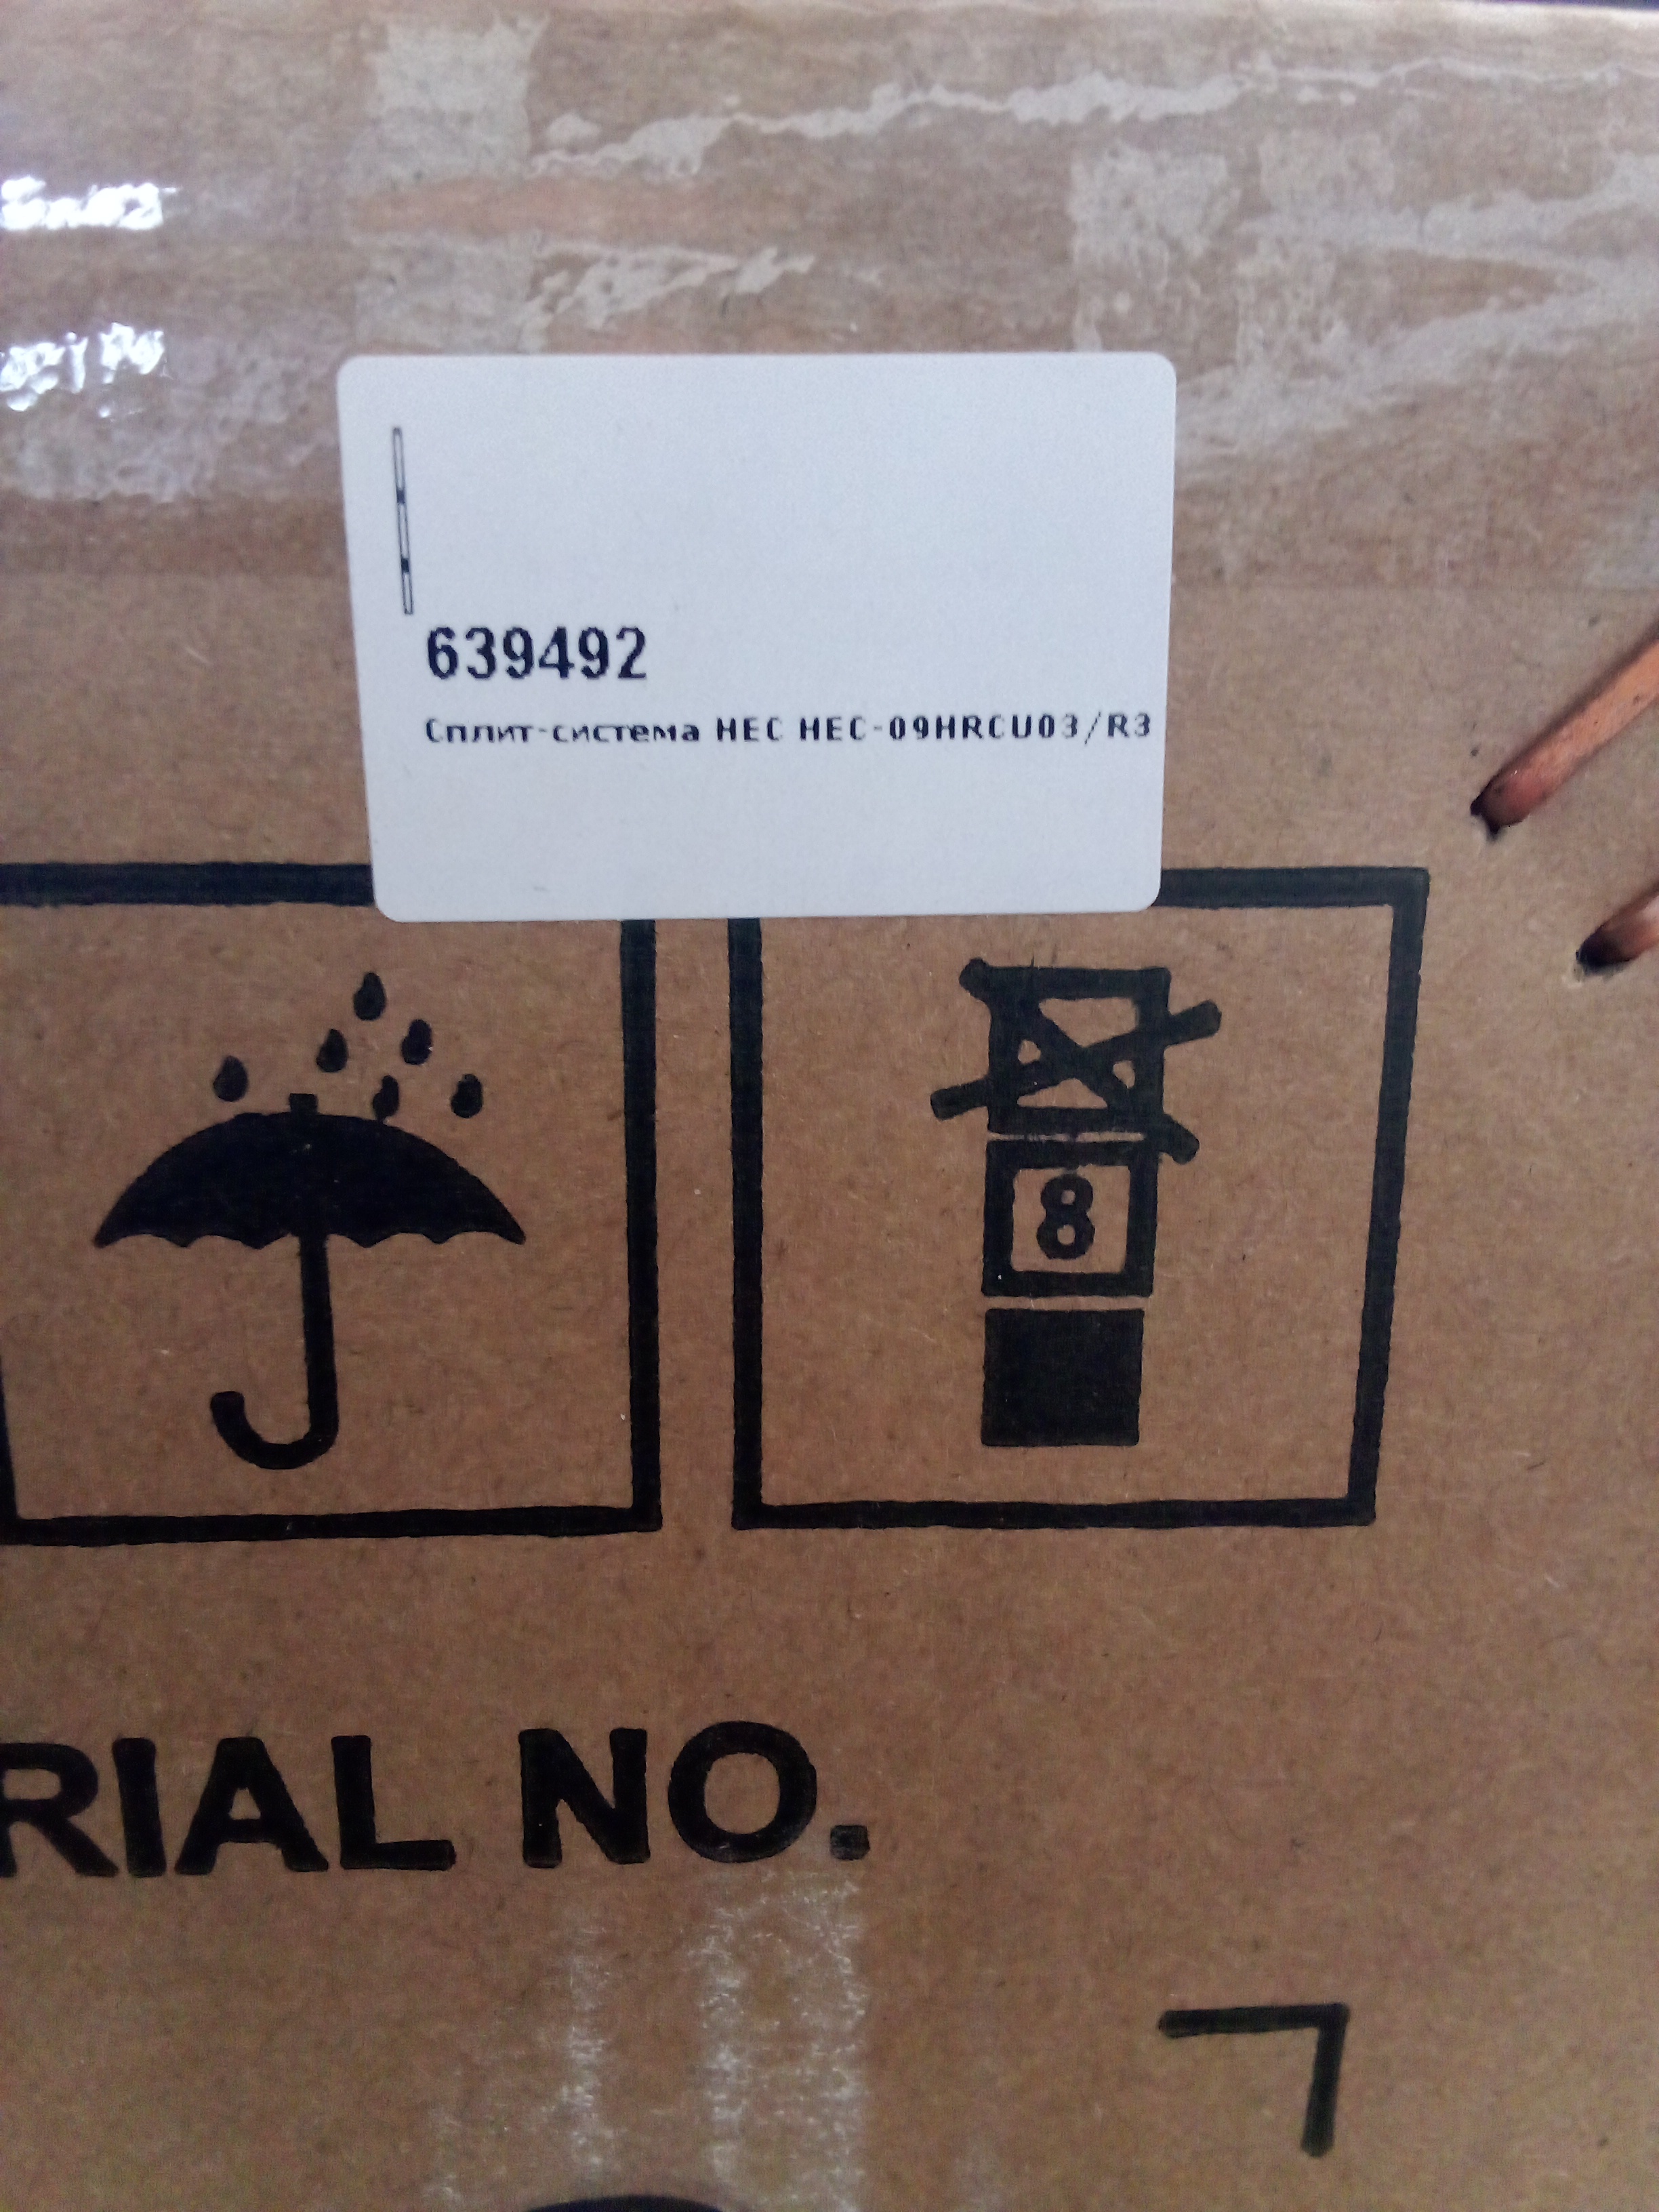 639492
Сплит-система HEC HEC-09HRCU03/R3
8
RIAL NO.